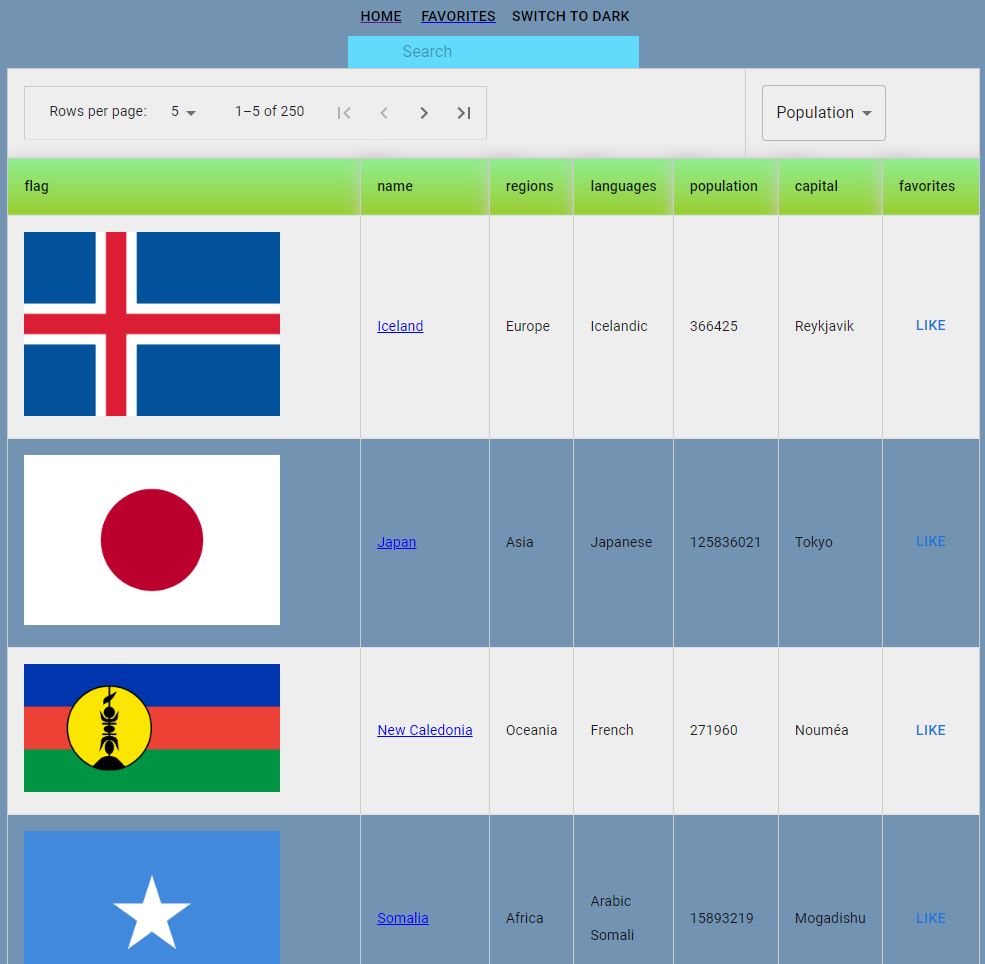 HOME FAVORITES SWITCH TO DARK
Search
Rows per page: 5 1–5 of 250 Population
flag name regions languages population capital favorites
Iceland Europe Icelandic 366425 Reykjavik LIKE
Japan Asia Japanese 125836021 Tokyo LIKE
New Caledonia Oceania French 271960 Nouméa LIKE
Arabic
Somalia Africa 15893219 Mogadishu LIKE
Somali